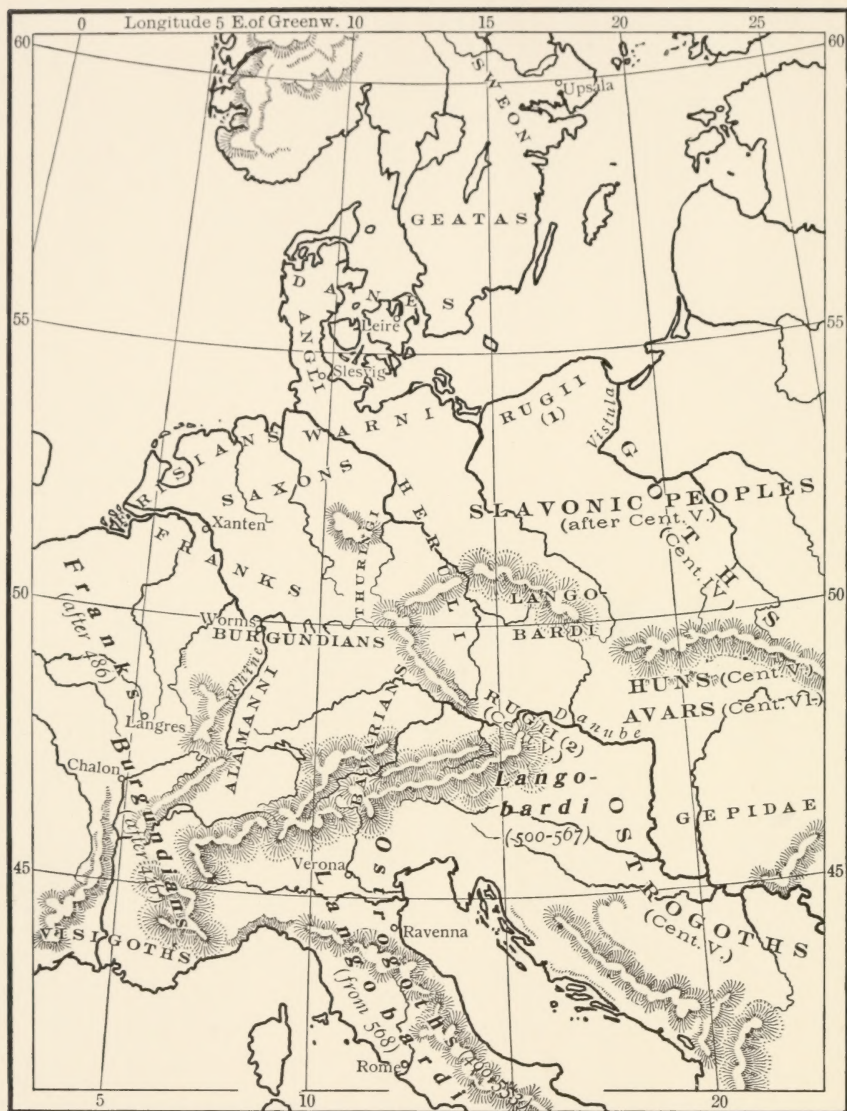 0 Longitude 5 E. of Greenw. 10 15 20 25
60 60
SWEON
Upsala
GEATAS
DANES
ANGLI
Leire
55 55
Slesvig
RUGII
(1)
Vistula
WARNI
FRISIANS
SAXONS
GOTHS
(Cent. IV.)
SLAVONIC PEOPLES
(after Cent. V.)
HERULI
Xanten
FRANKS
THURINGI
50 50
Franks
(after 486)
LANGO-
BARDI
Worms
BURGUNDIANS
Rhine
HUNS (Cent. V.)
AVARS (Cent. VI.)
Langres
ALAMANNI
BAVARIANS
RUGII (2)
(Cent. V.)
Danube
Chalon
Burgundians
Lango-
bardi
(500-567)
GEPIDAE
OSTROGOTHS
(Cent. V.)
45 45
Verona
Ostrogoths
VISIGOTHS
Ravenna
Langobardi
(from 568)
Rome
5 10 20